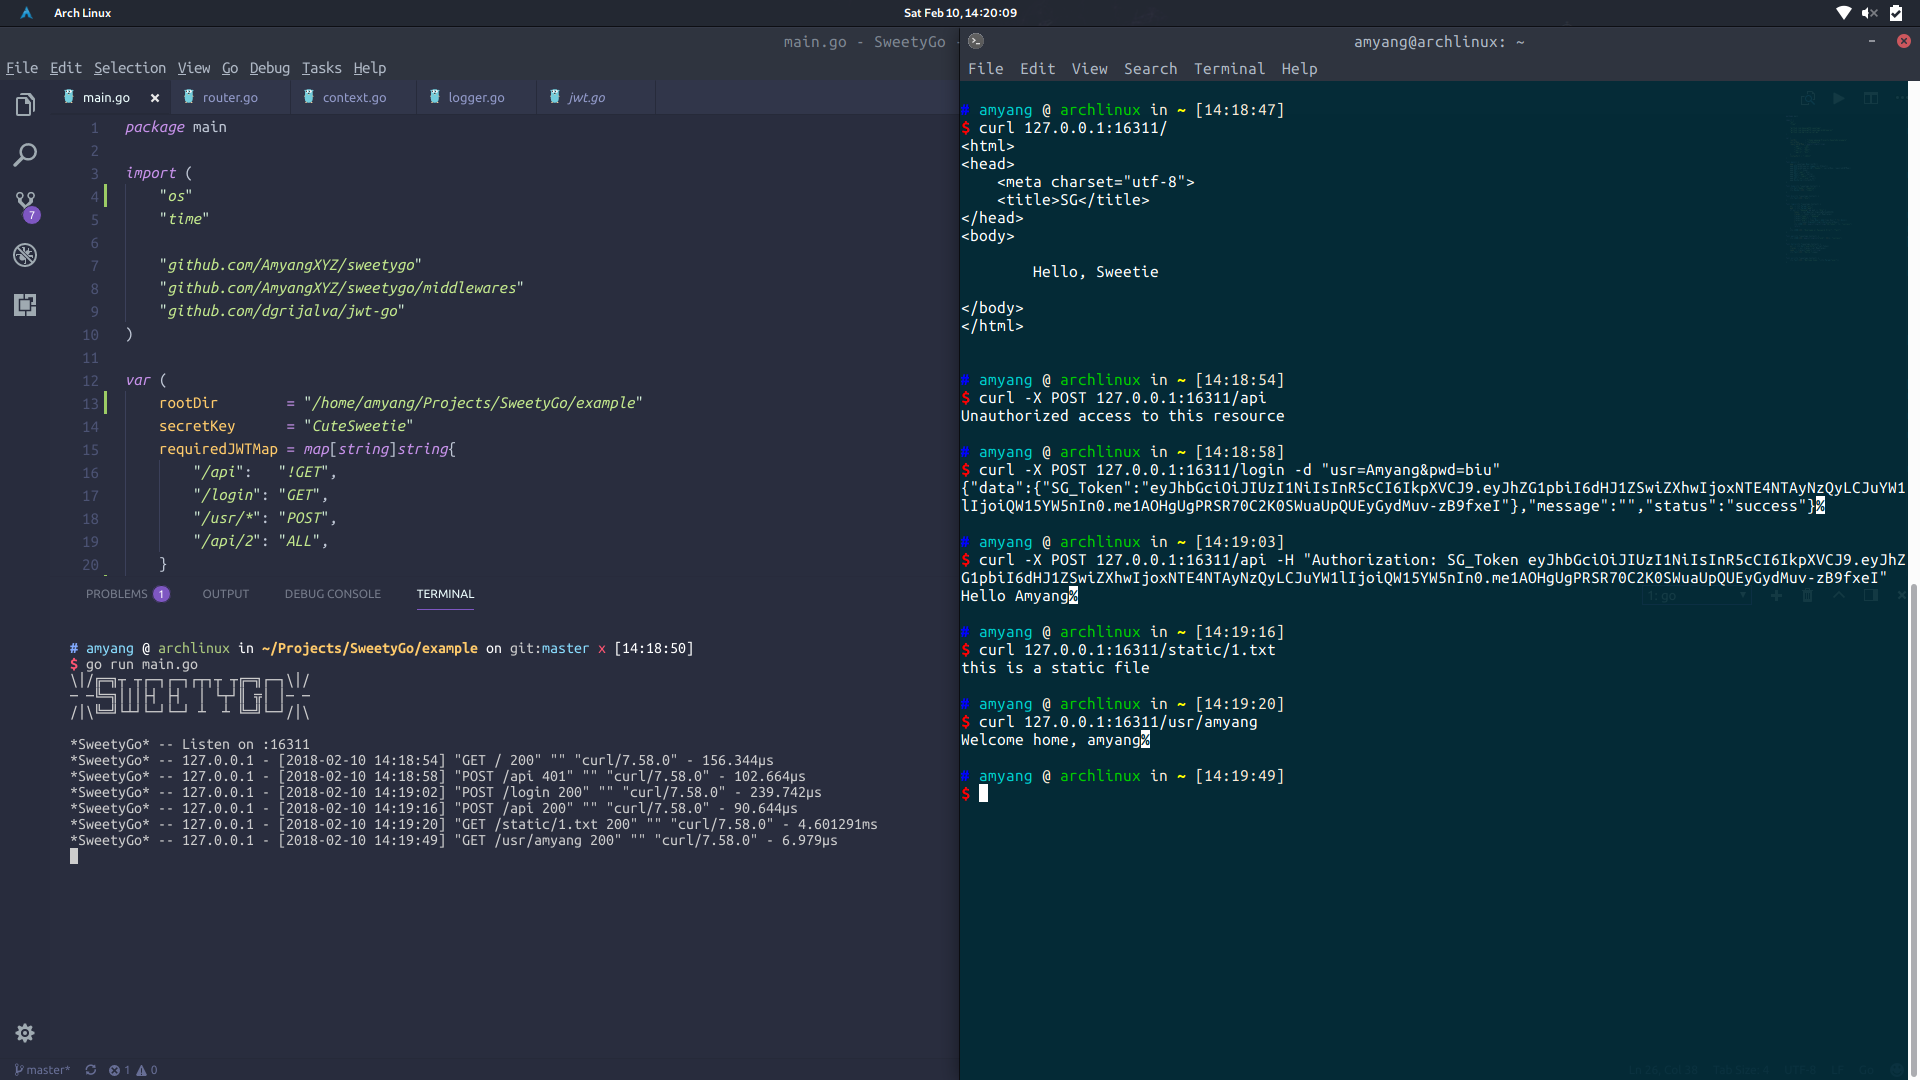 Arch Linux
Sat Feb 10, 14:20:09
main.go - SweetyGo -
File Edit Selection View Go Debug Tasks Help
main.go
router.go
context.go
logger.go
jwt.go
7
1 package main
2
3 import (
4 "os"
5 "time"
6
7 "github.com/AmyangXYZ/sweetygo"
8 "github.com/AmyangXYZ/sweetygo/middlewares"
9 "github.com/dgrijalva/jwt-go"
10 )
11
12 var (
13 rootDir = "/home/amyang/Projects/SweetyGo/example"
14 secretKey = "CuteSweetie"
15 requiredJWTMap = map[string]string{
16 "/api": "!GET",
17 "/login": "GET",
18 "/usr/*": "POST",
19 "/api/2": "ALL",
20 }
PROBLEMS 1 OUTPUT DEBUG CONSOLE TERMINAL
# amyang @ archlinux in ~/Projects/SweetyGo/example on git:master x [14:18:50]
$ go run main.go
*SweetyGo* -- Listen on :16311
*SweetyGo* -- 127.0.0.1 - [2018-02-10 14:18:54] "GET / 200" "" "curl/7.58.0" - 156.344µs
*SweetyGo* -- 127.0.0.1 - [2018-02-10 14:18:58] "POST /api 401" "" "curl/7.58.0" - 102.664µs
*SweetyGo* -- 127.0.0.1 - [2018-02-10 14:19:02] "POST /login 200" "" "curl/7.58.0" - 239.742µs
*SweetyGo* -- 127.0.0.1 - [2018-02-10 14:19:16] "POST /api 200" "" "curl/7.58.0" - 90.644µs
*SweetyGo* -- 127.0.0.1 - [2018-02-10 14:19:20] "GET /static/1.txt 200" "" "curl/7.58.0" - 4.601291ms
*SweetyGo* -- 127.0.0.1 - [2018-02-10 14:19:49] "GET /usr/amyang 200" "" "curl/7.58.0" - 6.979µs
master* 1 0
amyang@archlinux: ~
File Edit View Search Terminal Help
# amyang @ archlinux in ~ [14:18:47]
$ curl 127.0.0.1:16311/
<html>
<head>
<meta charset="utf-8">
<title>SG</title>
</head>
<body>
Hello, Sweetie
</body>
</html>
# amyang @ archlinux in ~ [14:18:54]
$ curl -X POST 127.0.0.1:16311/api
Unauthorized access to this resource
# amyang @ archlinux in ~ [14:18:58]
$ curl -X POST 127.0.0.1:16311/login -d "usr=Amyang&pwd=biu"
{"data":{"SG_Token":"eyJhbGciOiJIUzI1NiIsInR5cCI6IkpXVCJ9.eyJhZG1pbiI6dHJ1ZSwiZXhwIjoxNTE4NTAyNzQyLCJuYW1
lIjoiQW15YW5nIn0.me1AOHgUgPRSR70C2K0SWuaUpQUEyGydMuv-zB9fxeI"},"message":"","status":"success"}%
# amyang @ archlinux in ~ [14:19:03]
$ curl -X POST 127.0.0.1:16311/api -H "Authorization: SG_Token eyJhbGciOiJIUzI1NiIsInR5cCI6IkpXVCJ9.eyJhZ
G1pbiI6dHJ1ZSwiZXhwIjoxNTE4NTAyNzQyLCJuYW1lIjoiQW15YW5nIn0.me1AOHgUgPRSR70C2K0SWuaUpQUEyGydMuv-zB9fxeI"
Hello Amyang%
1: go
# amyang @ archlinux in ~ [14:19:16]
$ curl 127.0.0.1:16311/static/1.txt
this is a static file
# amyang @ archlinux in ~ [14:19:20]
$ curl 127.0.0.1:16311/usr/amyang
Welcome home, amyang%
# amyang @ archlinux in ~ [14:19:49]
$